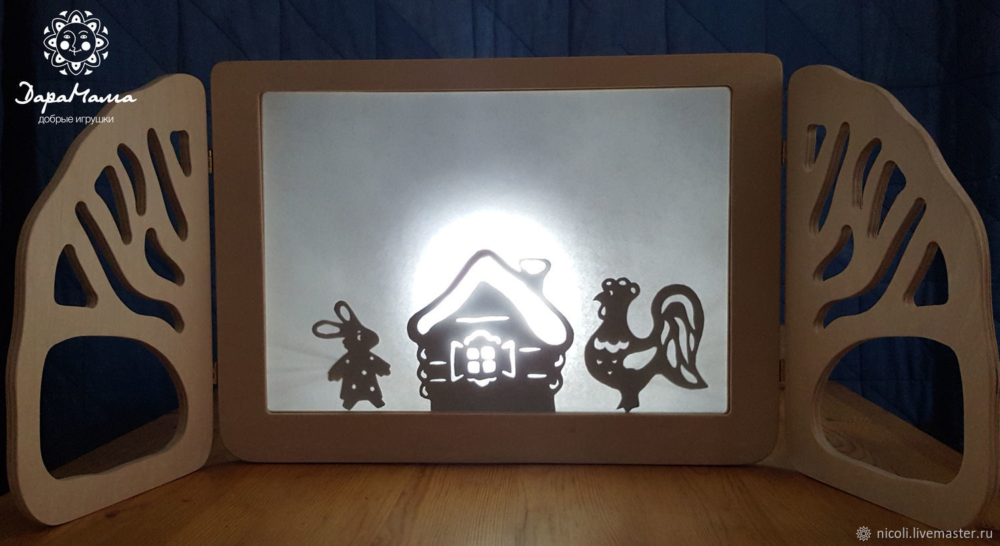 ДараМама
добрые игрушки
nicoli.livemaster.ru